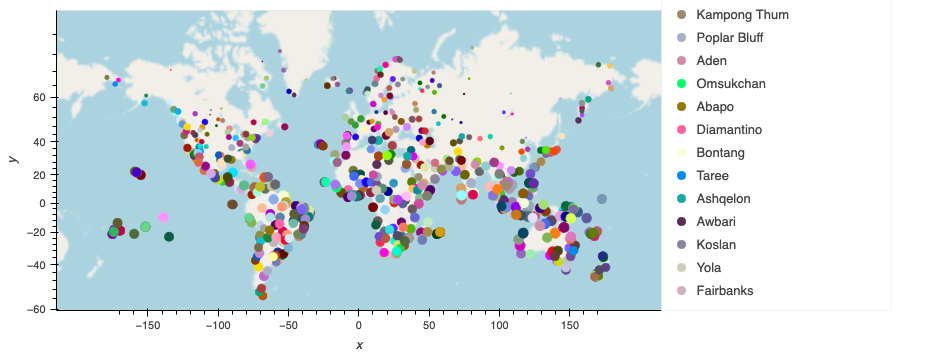 Kampong Thum
Poplar Bluff
Aden
Omsukchan
Abapo
Diamantino
Bontang
Taree
Ashqelon
Awbari
Koslan
Yola
Fairbanks
y
60
40
20
0
−20
−40
−60
−150
−100
−50
0
50
100
150
x